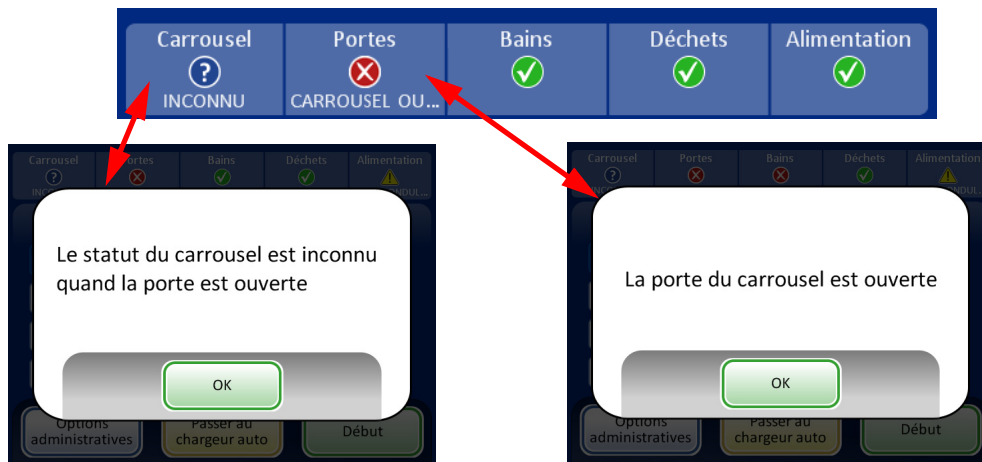 Carrousel Portes Bains Déchets Alimentation
INCONNU CARROUSEL OU...
Carrousel Portes Bains Déchets Alimentation
Le statut du carrousel est inconnu
quand la porte est ouverte
OK
Options
administratives
Passer au
chargeur auto
Début
Carrousel Portes Bains Déchets Alimentation
La porte du carrousel est ouverte
OK
Options
administratives
Passer au
chargeur auto
Début